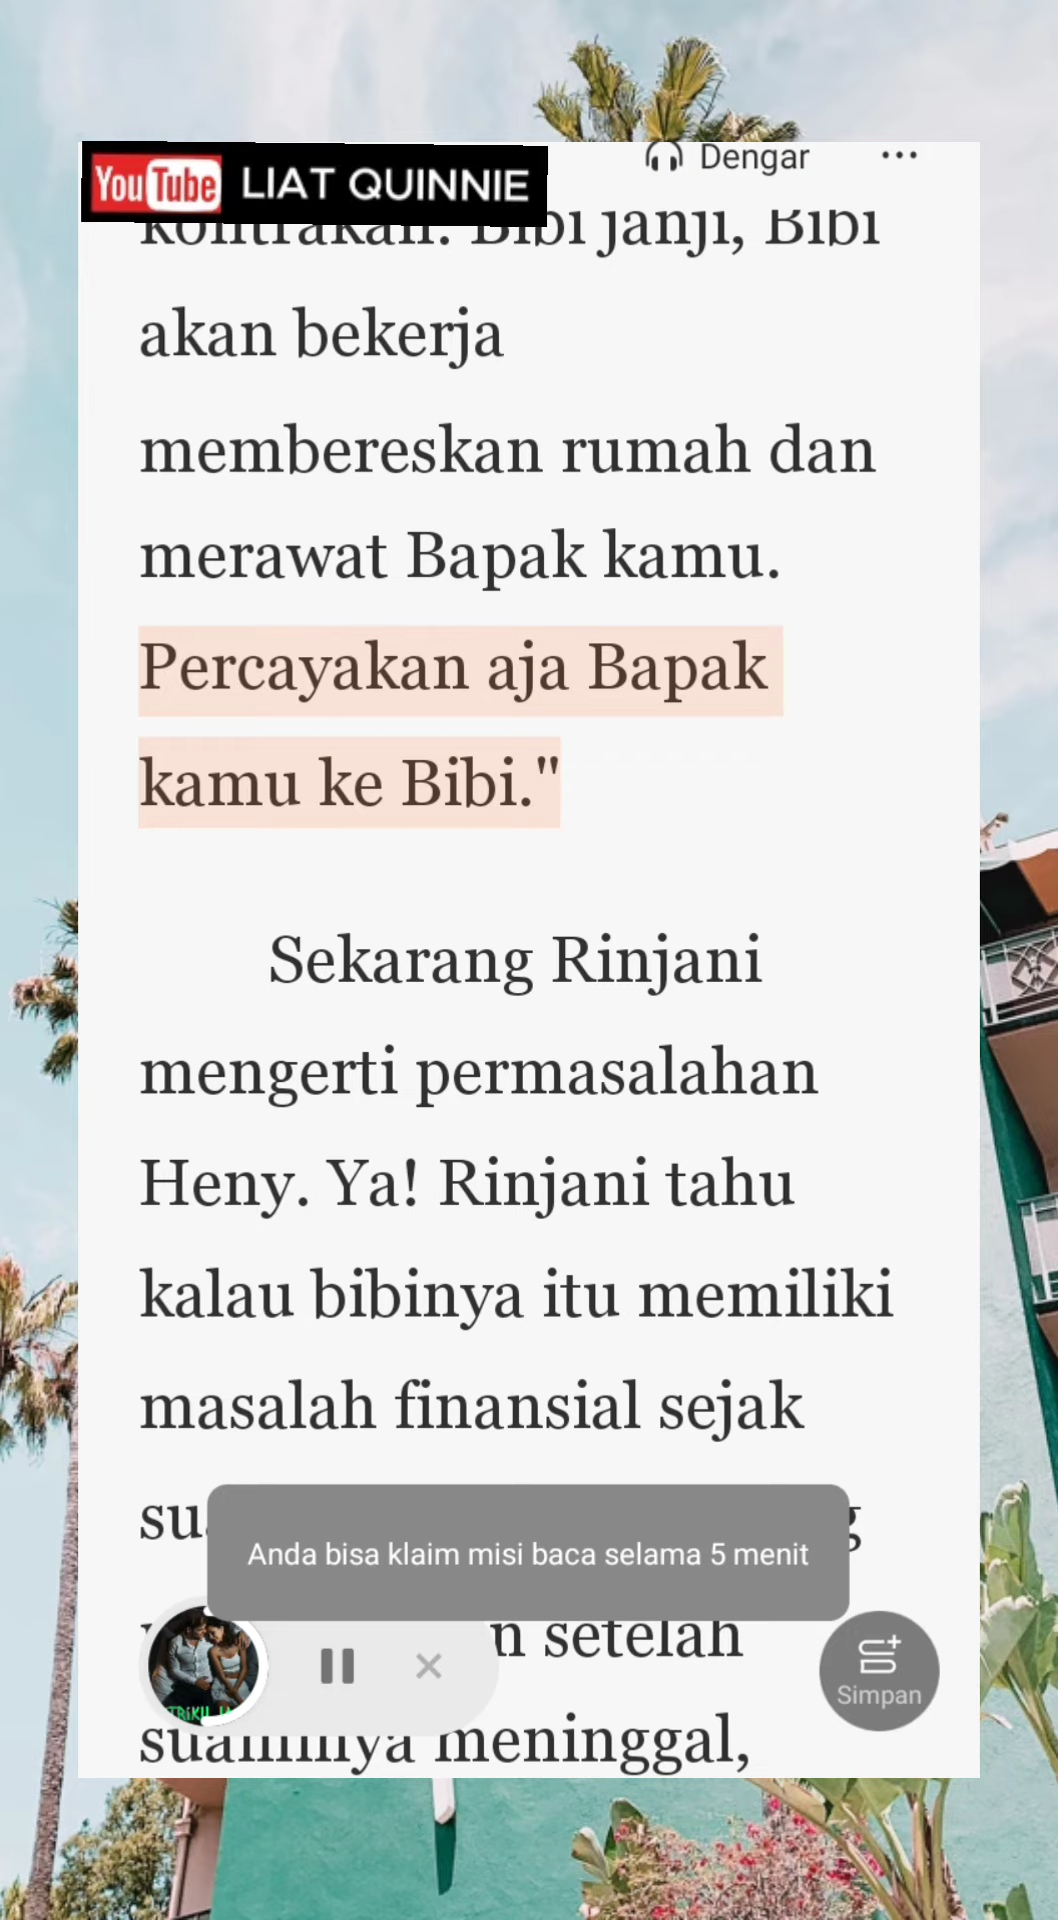 YouTube LIAT QUINNIE
Dengar
kontrakan. Bibi janji, Bibi
akan bekerja
membereskan rumah dan
merawat Bapak kamu.
Percayakan aja Bapak
kamu ke Bibi."
Sekarang Rinjani
mengerti permasalahan
Heny. Ya! Rinjani tahu
kalau bibinya itu memiliki
masalah finansial sejak
Anda bisa klaim misi baca selama 5 menit
setelah
Simpan
suaminya meninggal,